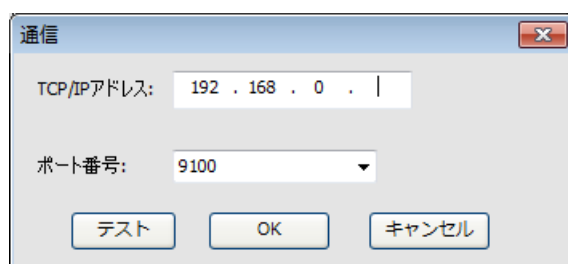 通信
TCP/IPアドレス: 192 . 168 . 0 .
ポート番号: 9100
テスト OK キャンセル